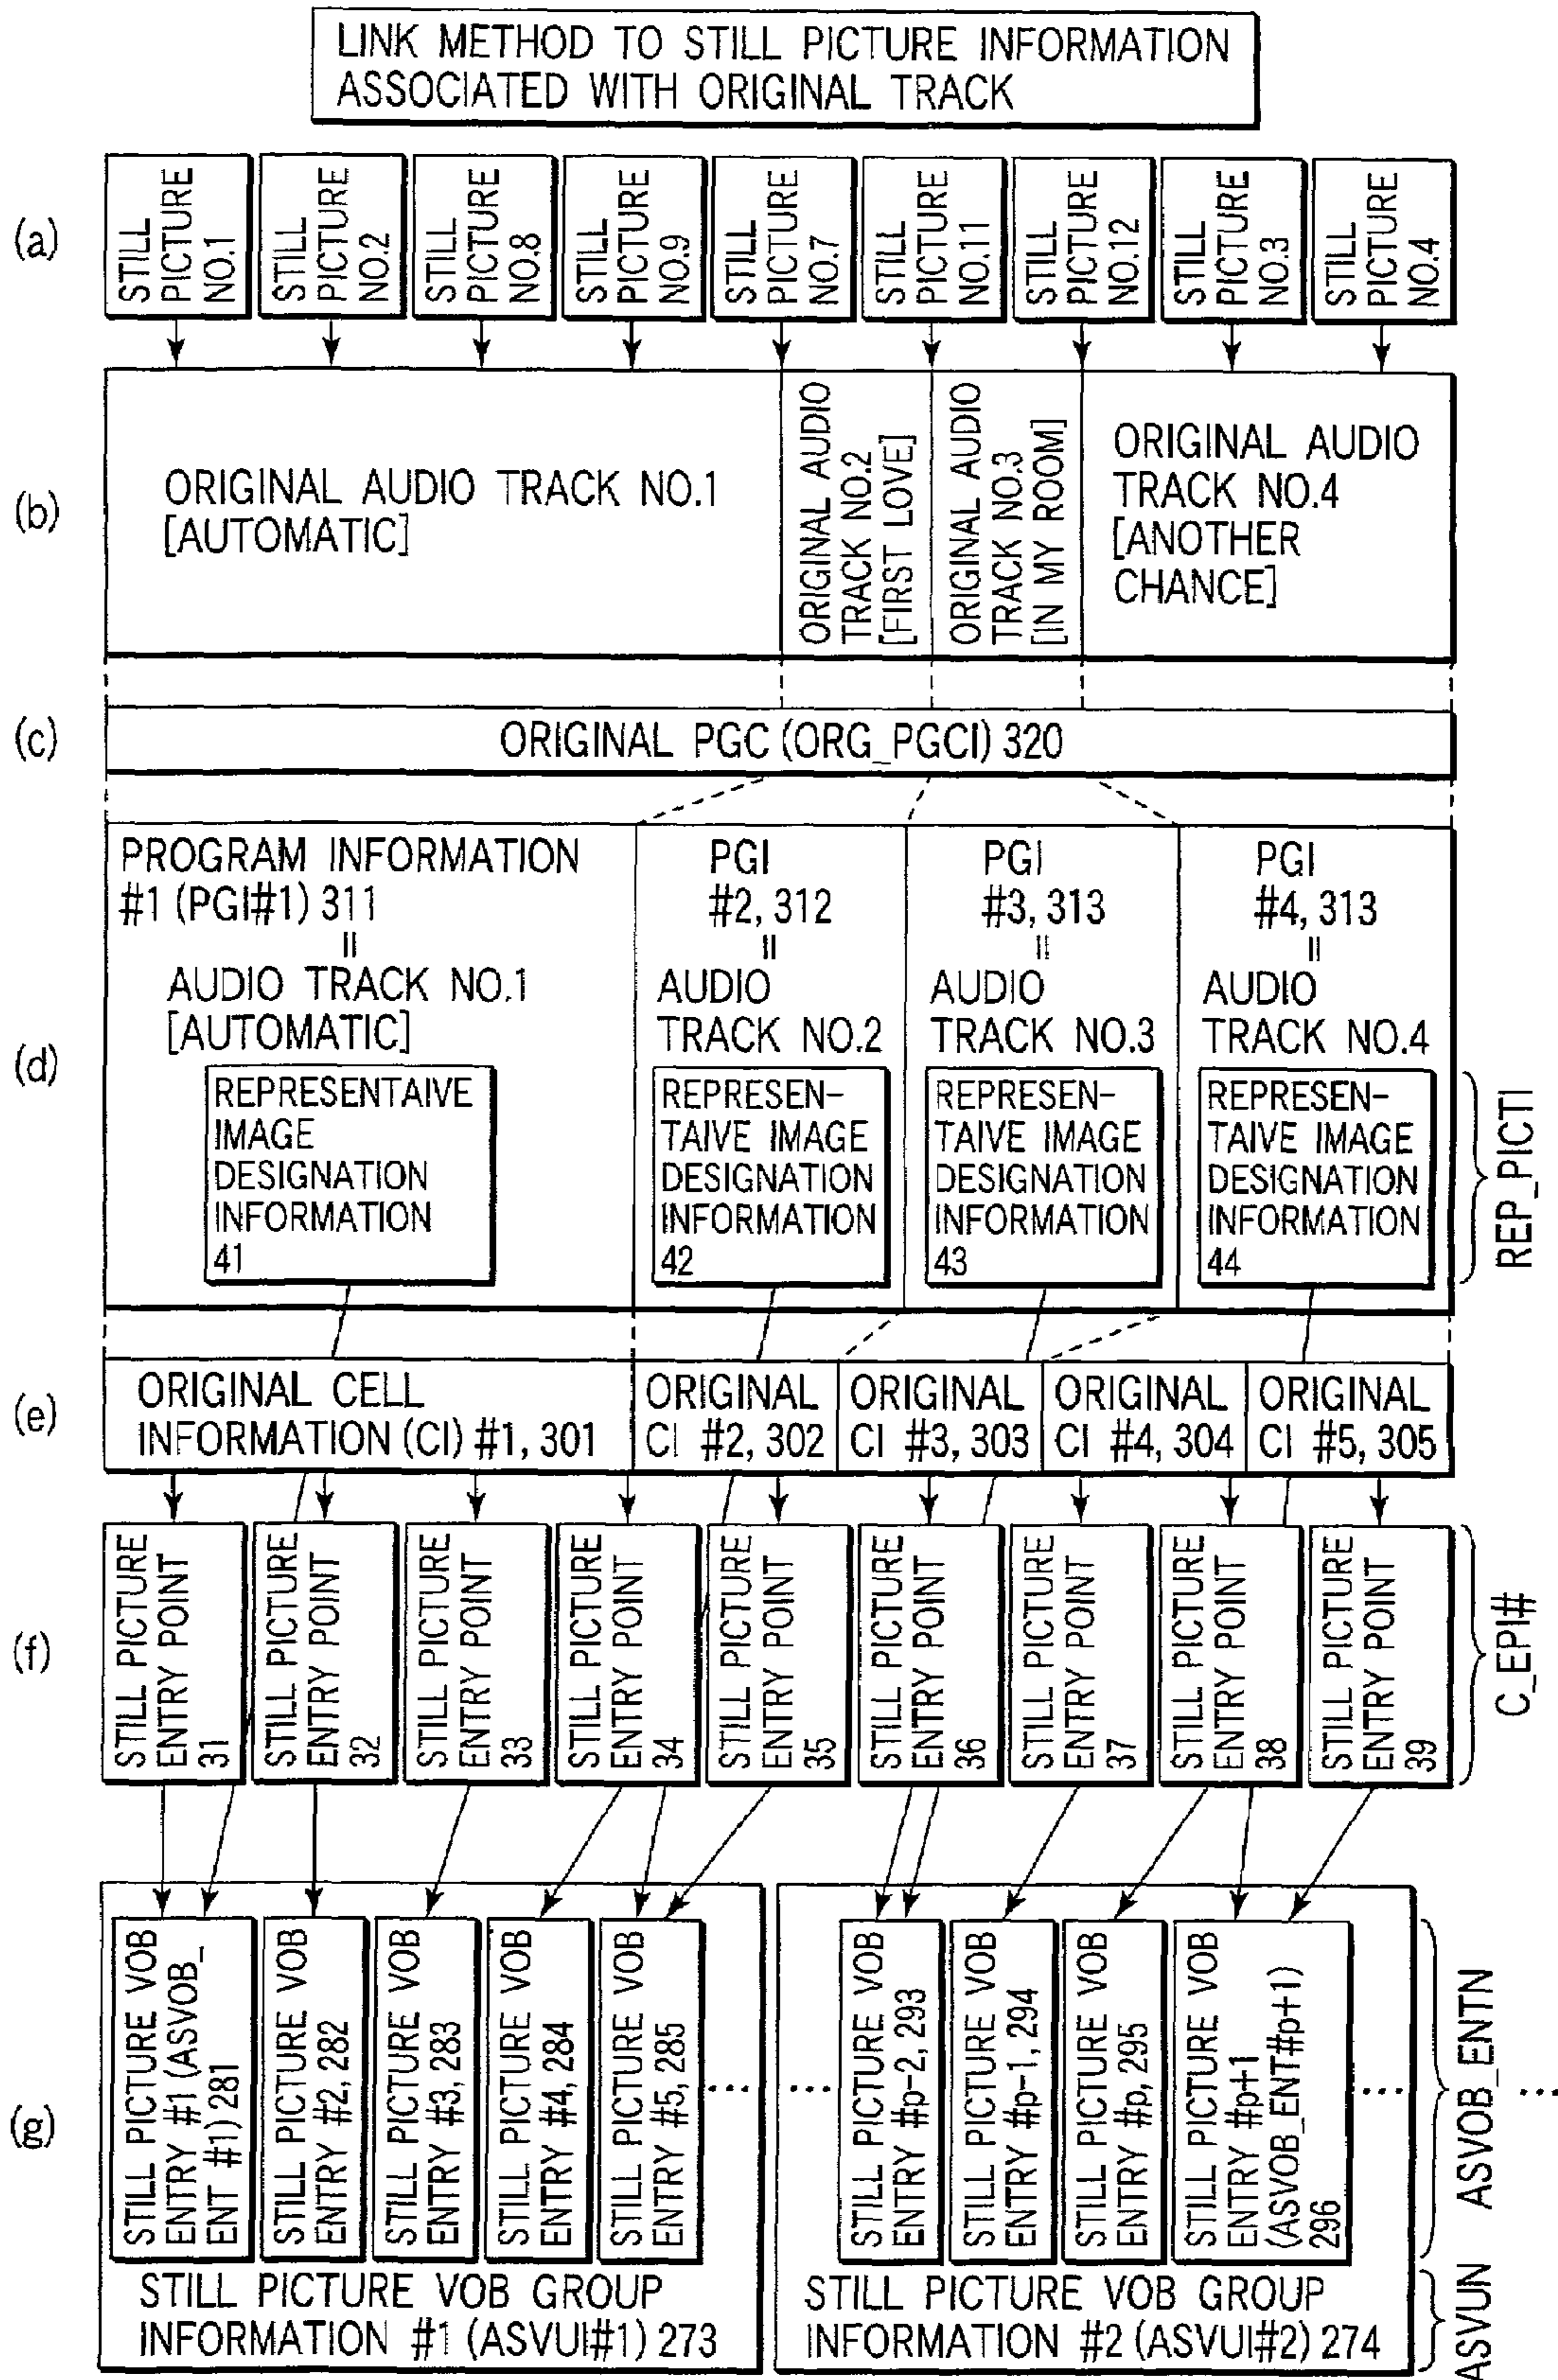 LINK METHOD TO STILL PICTURE INFORMATION
ASSOCIATED WITH ORIGINAL TRACK
(a)
STILL
PICTURE
NO.1
STILL
PICTURE
NO.2
STILL
PICTURE
NO.8
STILL
PICTURE
NO.9
STILL
PICTURE
NO.7
STILL
PICTURE
NO.11
STILL
PICTURE
NO.12
STILL
PICTURE
NO.3
STILL
PICTURE
NO.4
(b)
ORIGINAL AUDIO TRACK NO.1
[AUTOMATIC]
ORIGINAL AUDIO
TRACK NO.2
[FIRST LOVE]
ORIGINAL AUDIO
TRACK NO.3
[IN MY ROOM]
ORIGINAL AUDIO
TRACK NO.4
[ANOTHER
CHANCE]
(c)
ORIGINAL PGC (ORG_PGCI) 320
(d)
PROGRAM INFORMATION
#1 (PGI#1) 311
=
AUDIO TRACK NO.1
[AUTOMATIC]
REPRESENTAIVE
IMAGE
DESIGNATION
INFORMATION
41
PGI
#2, 312
=
AUDIO
TRACK NO.2
REPRESEN-
TAIVE IMAGE
DESIGNATION
INFORMATION
42
PGI
#3, 313
=
AUDIO
TRACK NO.3
REPRESEN-
TAIVE IMAGE
DESIGNATION
INFORMATION
43
PGI
#4, 313
=
AUDIO
TRACK NO.4
REPRESEN-
TAIVE IMAGE
DESIGNATION
INFORMATION
44
REP_PICTI
(e)
ORIGINAL CELL
INFORMATION (CI) #1, 301
ORIGINAL
CI #2, 302
ORIGINAL
CI #3, 303
ORIGINAL
CI #4, 304
ORIGINAL
CI #5, 305
(f)
STILL PICTURE
ENTRY POINT
31
STILL PICTURE
ENTRY POINT
32
STILL PICTURE
ENTRY POINT
33
STILL PICTURE
ENTRY POINT
34
STILL PICTURE
ENTRY POINT
35
STILL PICTURE
ENTRY POINT
36
STILL PICTURE
ENTRY POINT
37
STILL PICTURE
ENTRY POINT
38
STILL PICTURE
ENTRY POINT
39
C_EPI#
(g)
STILL PICTURE VOB
ENTRY #1 (ASVOB_
ENT #1) 281
STILL PICTURE VOB
ENTRY #2, 282
STILL PICTURE VOB
ENTRY #3, 283
STILL PICTURE VOB
ENTRY #4, 284
STILL PICTURE VOB
ENTRY #5, 285
.....
STILL PICTURE VOB
ENTRY #p-2, 293
STILL PICTURE VOB
ENTRY #p-1, 294
STILL PICTURE VOB
ENTRY #p, 295
STILL PICTURE VOB
ENTRY #p+1
(ASVOB_ENT#p+1)
296
ASVOB_ENTN
STILL PICTURE VOB GROUP
INFORMATION #1 (ASVUI#1) 273
STILL PICTURE VOB GROUP
INFORMATION #2 (ASVUI#2) 274
ASVUN